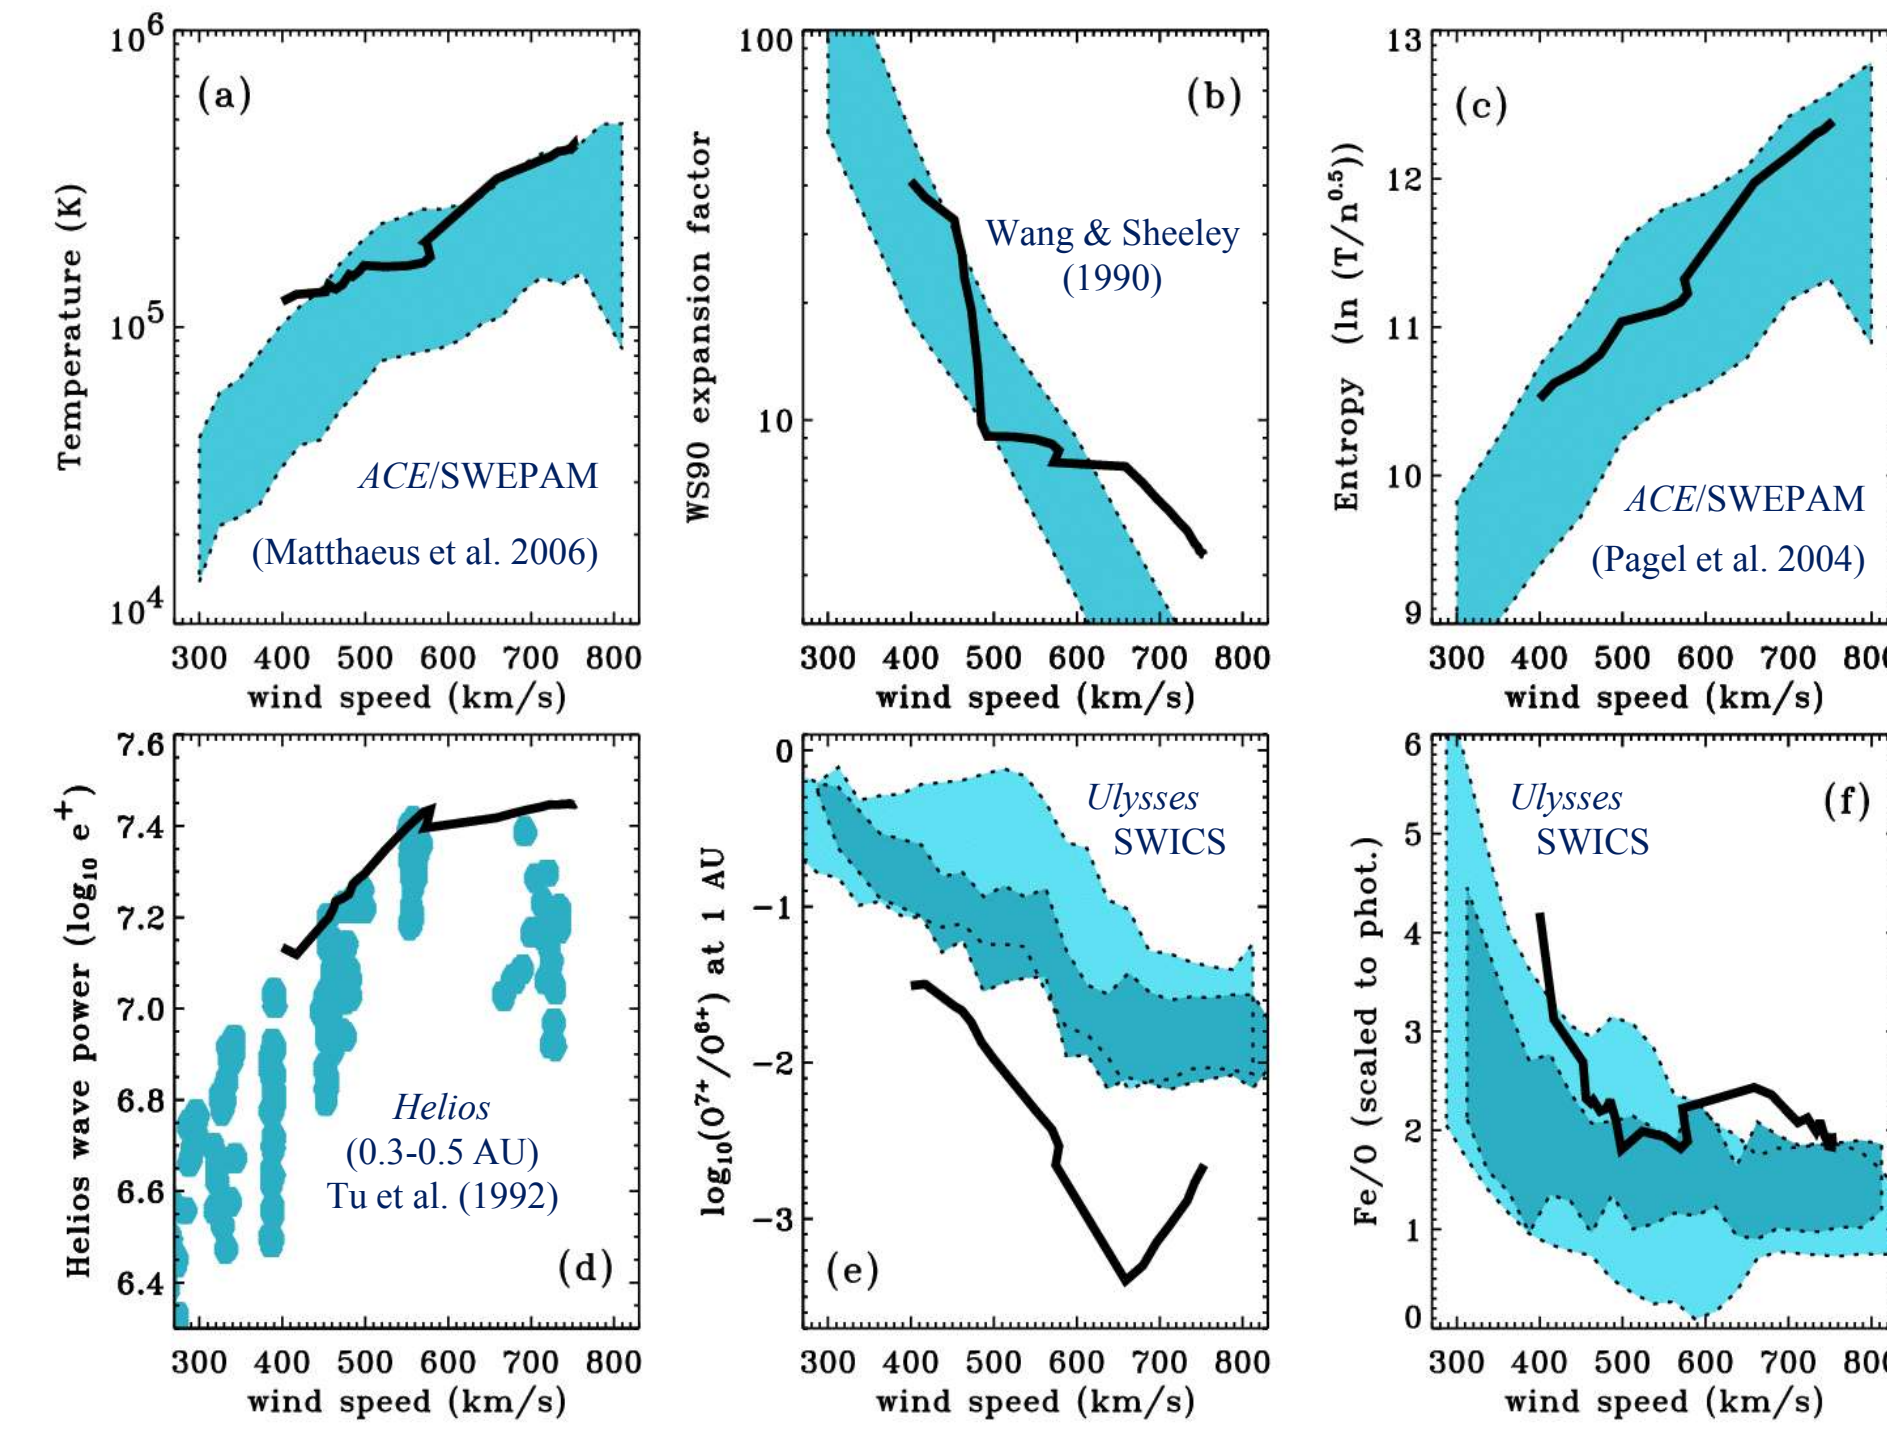 10^6
10^5
10^4
Temperature (K)
(a)
ACE/SWEPAM
(Matthaeus et al. 2006)
300 400 500 600 700 800
wind speed (km/s)
100
10
WS90 expansion factor
(b)
Wang & Sheeley
(1990)
300 400 500 600 700 800
wind speed (km/s)
13
12
11
10
9
Entropy (ln (T/n^0.5))
(c)
ACE/SWEPAM
(Pagel et al. 2004)
300 400 500 600 700 80
wind speed (km/s)
7.6
7.4
7.2
7.0
6.8
6.6
6.4
Helios wave power (log₁₀ e⁺)
Helios
(0.3-0.5 AU)
Tu et al. (1992)
(d)
300 400 500 600 700 800
wind speed (km/s)
0
−1
−2
−3
log₁₀(O⁷⁺/O⁶⁺) at 1 AU
Ulysses
SWICS
(e)
300 400 500 600 700 800
wind speed (km/s)
6
5
4
3
2
1
0
Fe/O (scaled to phot.)
Ulysses
SWICS
(f)
300 400 500 600 700 80
wind speed (km/s)